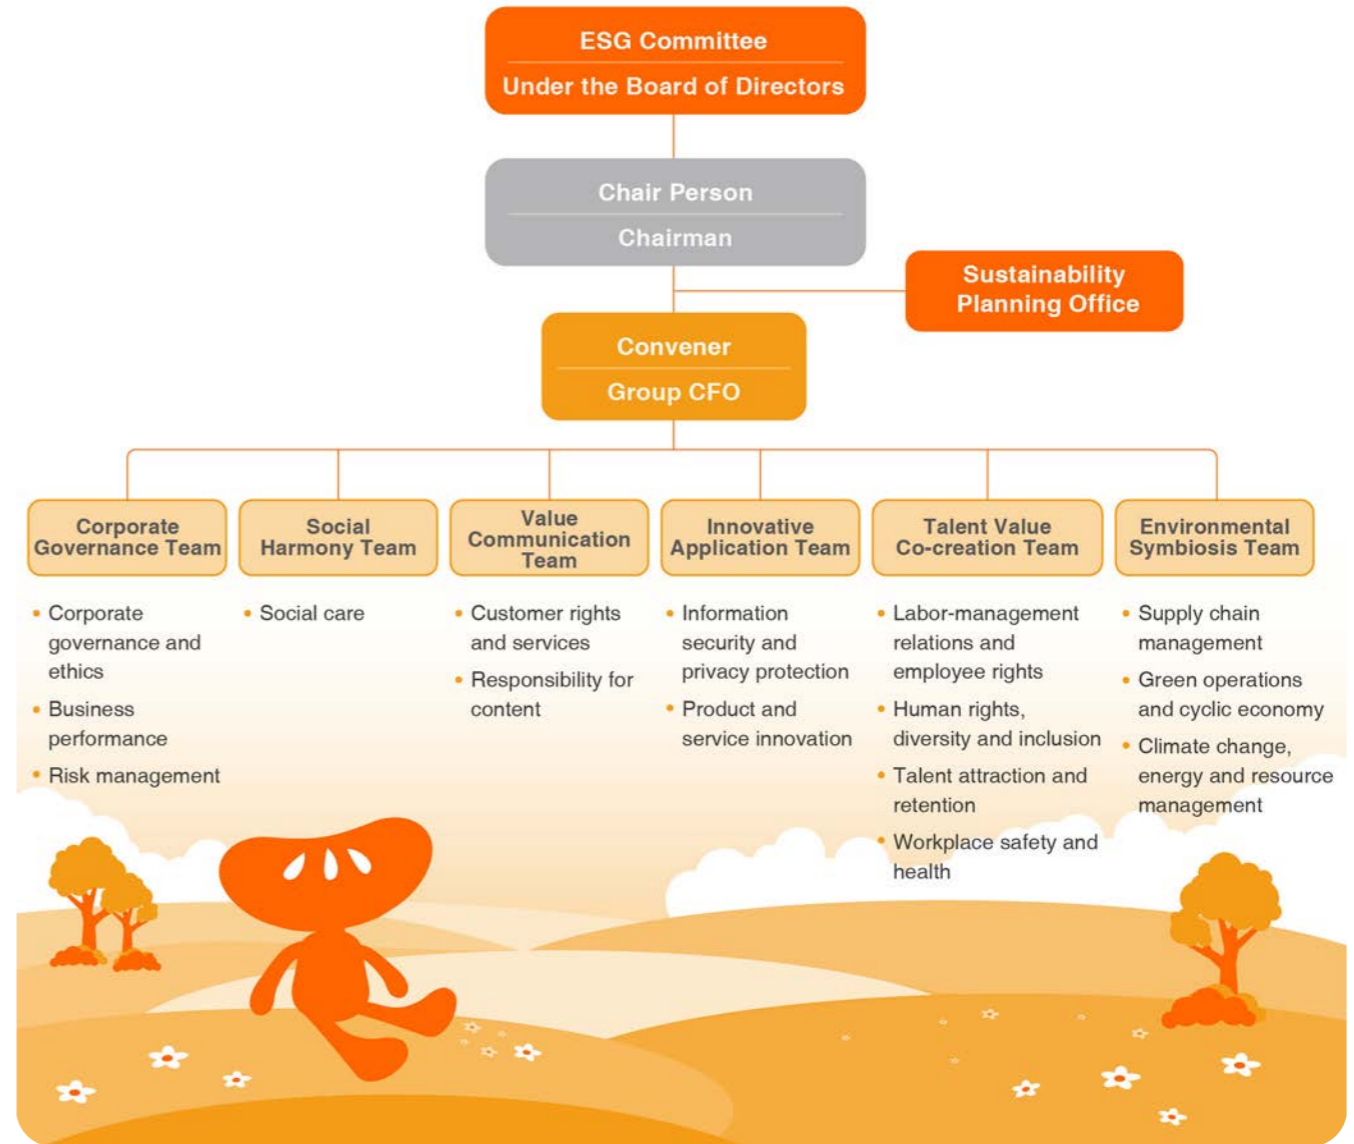 ESG Committee
Under the Board of Directors
Chair Person
Chairman
Sustainability
Planning Office
Convener
Group CFO
Corporate
Governance Team
Social
Harmony Team
Value
Communication
Team
Innovative
Application Team
Talent Value
Co-creation Team
Environmental
Symbiosis Team
• Corporate
governance and
ethics
• Business
performance
• Risk management
• Social care
• Customer rights
and services
• Responsibility for
content
• Information
security and
privacy protection
• Product and
service innovation
• Labor-management
relations and
employee rights
• Human rights,
diversity and inclusion
• Talent attraction and
retention
• Workplace safety and
health
• Supply chain
management
• Green operations
and cyclic economy
• Climate change,
energy and resource
management